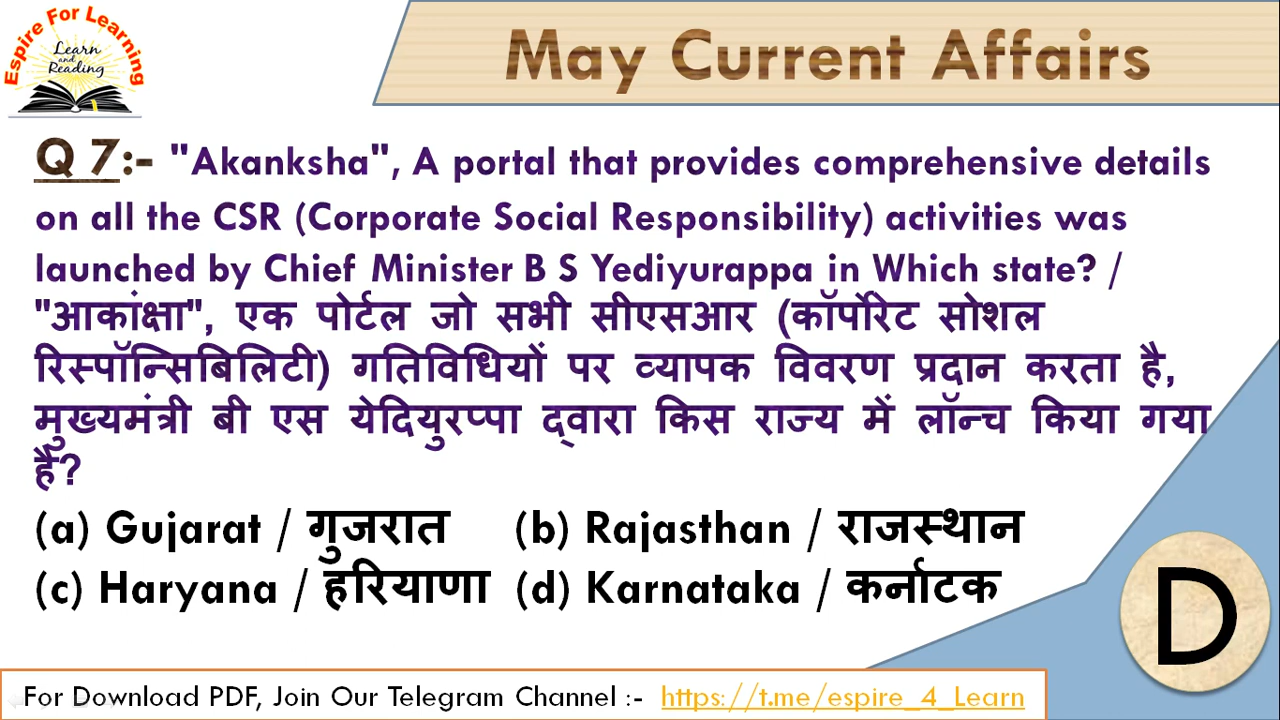 Espire For Learning
Learn
and
Reading
May Current Affairs
Q 7:- "Akanksha", A portal that provides comprehensive details
on all the CSR (Corporate Social Responsibility) activities was
launched by Chief Minister B S Yediyurappa in Which state? /
"आकांक्षा", एक पोर्टल जो सभी सीएसआर (कॉर्पोरेट सोशल
रिस्पॉन्सिबिलिटी) गतिविधियों पर व्यापक विवरण प्रदान करता है,
मुख्यमंत्री बी एस येदियुरप्पा द्वारा किस राज्य में लॉन्च किया गया
है?
(a) Gujarat / गुजरात (b) Rajasthan / राजस्थान
(c) Haryana / हरियाणा (d) Karnataka / कर्नाटक
D
For Download PDF, Join Our Telegram Channel :- https://t.me/espire_4_Learn